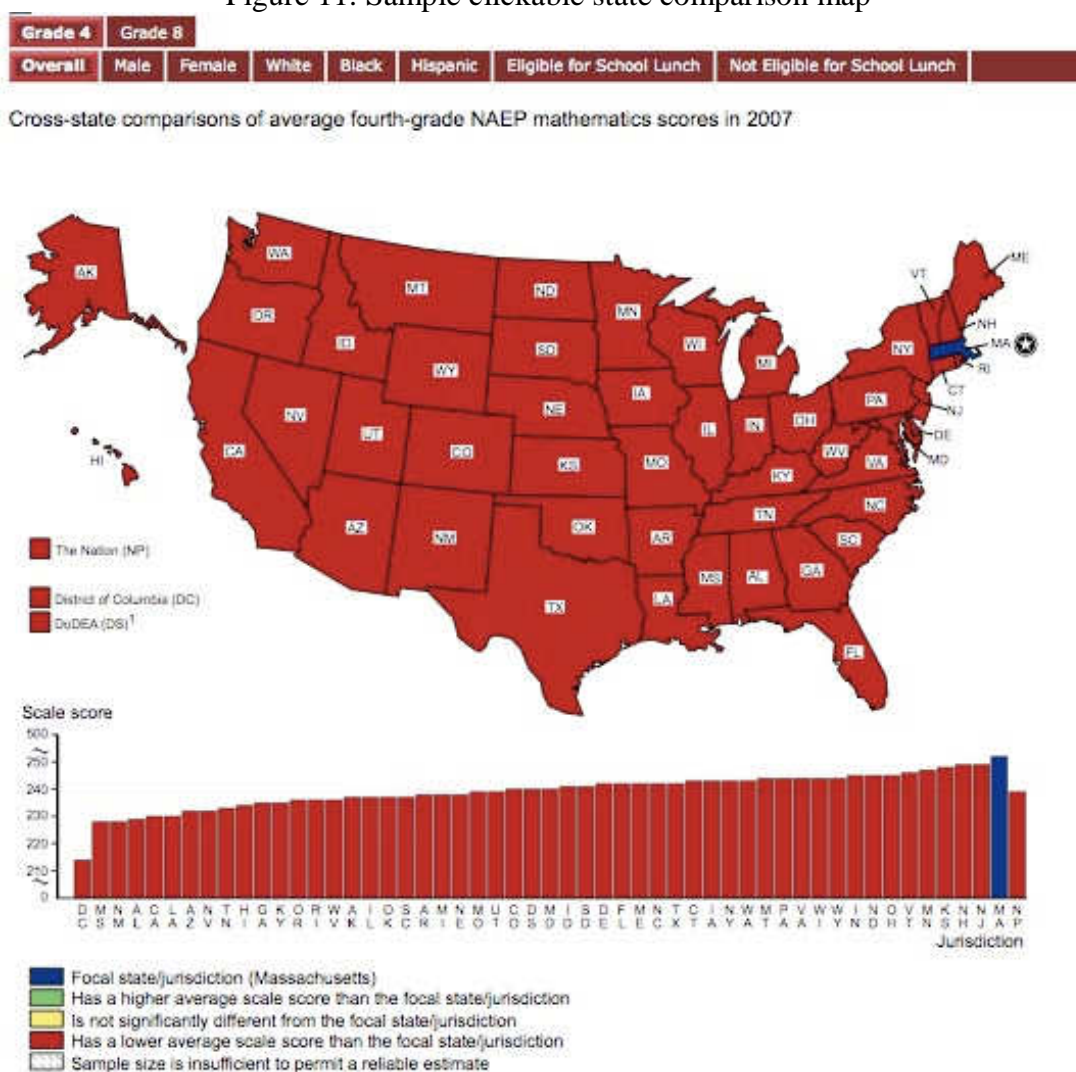 Figure 11. Sample clickable state comparison map
Grade 4 Grade 8
Overall Male Female White Black Hispanic Eligible for School Lunch Not Eligible for School Lunch
Cross-state comparisons of average fourth-grade NAEP mathematics scores in 2007
ME
WA
VT
AK
MT
ND
MN
OR
NH
ID
SD
WI
NY
MA
MI
RI
WY
CT
IA
PA
NE
NJ
NV
OH
IN
IL
UT
DE
CA
CO
WV
MD
HI
KS
MO
VA
KY
NC
TN
AZ
OK
NM
AR
SC
The Nation (NP)
GA
MS
AL
District of Columbia (DC)
LA
TX
DoDEA (DS)1
FL
Scale score
500
250
240
230
220
210
0
D M N A C L A N T H G K O R W A I O S A M N M U C D M I S D F M N T C I N W M P V W W I N O V M K N N M N
C S M L A A Z V N I A Y R I V K L K C R I E O T O S D D D E L E C X T A Y A T A A I Y N D H T N S H J A P
Jurisdiction
Focal state/jurisdiction (Massachusetts)
Has a higher average scale score than the focal state/jurisdiction
Is not significantly different from the focal state/jurisdiction
Has a lower average scale score than the focal state/jurisdiction
Sample size is insufficient to permit a reliable estimate